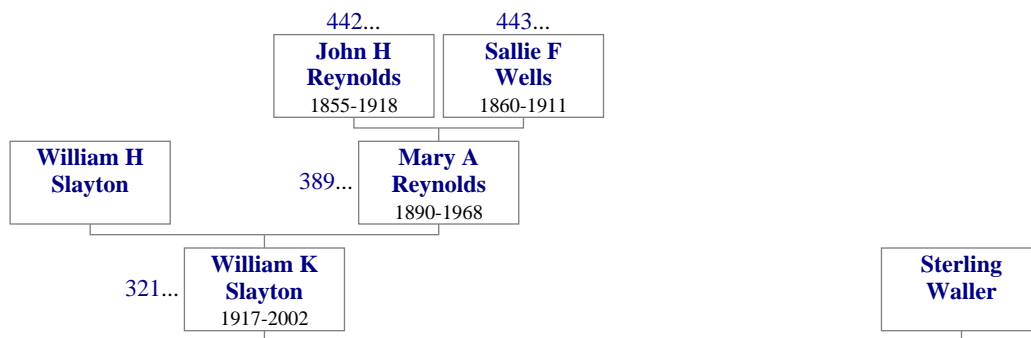 442...
443...
John H
Reynolds
1855-1918
Sallie F
Wells
1860-1911
William H
Slayton
389...
Mary A
Reynolds
1890-1968
321...
William K
Slayton
1917-2002
Sterling
Waller